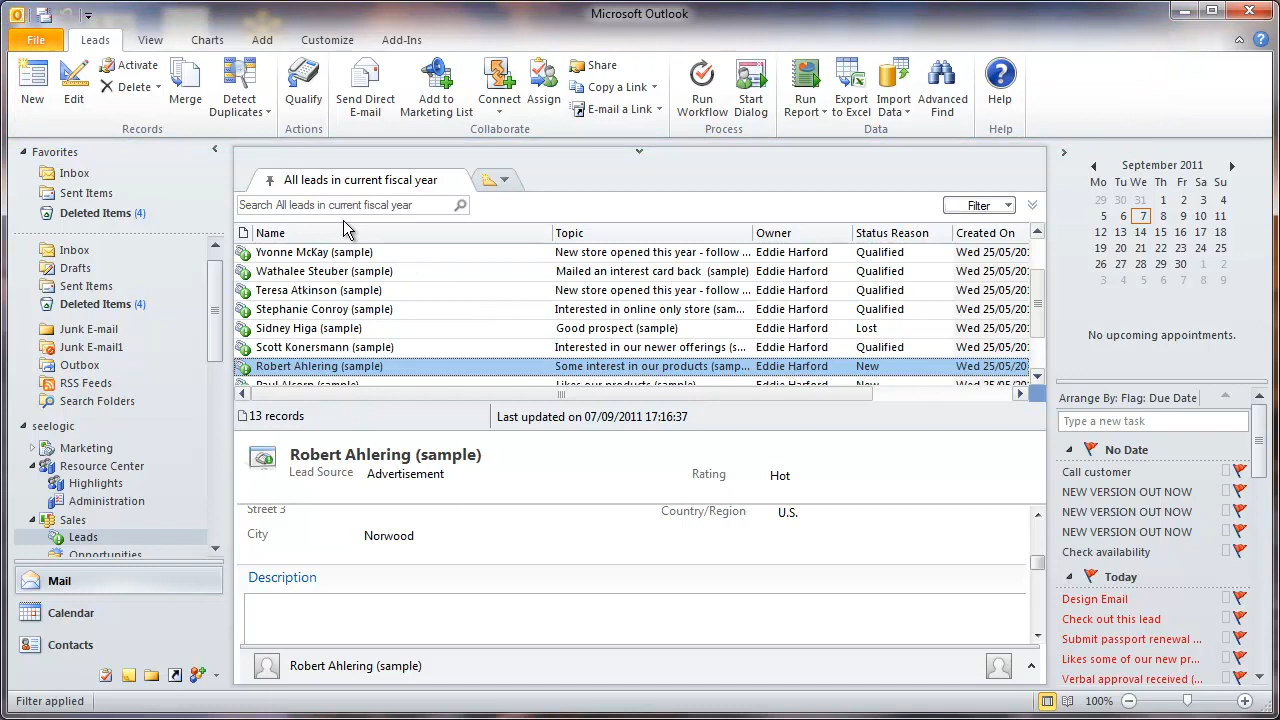 Microsoft Outlook
File Leads View Charts Add Customize Add-Ins
New
Edit
Activate
Delete
Merge
Detect
Duplicates
Records
Qualify
Actions
Send Direct
E-mail
Add to
Marketing List
Connect
Assign
Share
Copy a Link
E-mail a Link
Collaborate
Run
Workflow
Start
Dialog
Process
Run
Report
Export
to Excel
Import
Data
Advanced
Find
Data
Help
Help
Favorites
Inbox
Sent Items
Deleted Items (4)
Inbox
Drafts
Sent Items
Deleted Items (4)
Junk E-mail
Junk E-mail1
Outbox
RSS Feeds
Search Folders
seelogic
Marketing
Resource Center
Highlights
Administration
Sales
Leads
Opportunities
Mail
Calendar
Contacts
All leads in current fiscal year
Search All leads in current fiscal year
Filter
Name Topic Owner Status Reason Created On
Yvonne McKay (sample) New store opened this year - follow ... Eddie Harford Qualified Wed 25/05/20
Wathalee Steuber (sample) Mailed an interest card back (sample) Eddie Harford Qualified Wed 25/05/20
Teresa Atkinson (sample) New store opened this year - follow ... Eddie Harford Qualified Wed 25/05/20
Stephanie Conroy (sample) Interested in online only store (sam... Eddie Harford Qualified Wed 25/05/20
Sidney Higa (sample) Good prospect (sample) Eddie Harford Lost Wed 25/05/20
Scott Konersmann (sample) Interested in our newer offerings (s... Eddie Harford Qualified Wed 25/05/20
Robert Ahlering (sample) Some interest in our products (samp... Eddie Harford New Wed 25/05/20
Paul Alcorn (sample) Likes our products (sample) Eddie Harford New Wed 25/05/20
13 records Last updated on 07/09/2011 17:16:37
Robert Ahlering (sample)
Lead Source Advertisement Rating Hot
Street 3 Country/Region U.S.
City Norwood
Description
Robert Ahlering (sample)
September 2011
Mo Tu We Th Fr Sa Su
29 30 31 1 2 3 4
5 6 7 8 9 10 11
12 13 14 15 16 17 18
19 20 21 22 23 24 25
26 27 28 29 30 1 2
3 4 5 6 7 8 9
No upcoming appointments.
Arrange By: Flag: Due Date
Type a new task
No Date
Call customer
NEW VERSION OUT NOW
NEW VERSION OUT NOW
NEW VERSION OUT NOW
Check availability
Today
Design Email
Check out this lead
Submit passport renewal ...
Likes some of our new pr...
Verbal approval received (...
Filter applied 100%